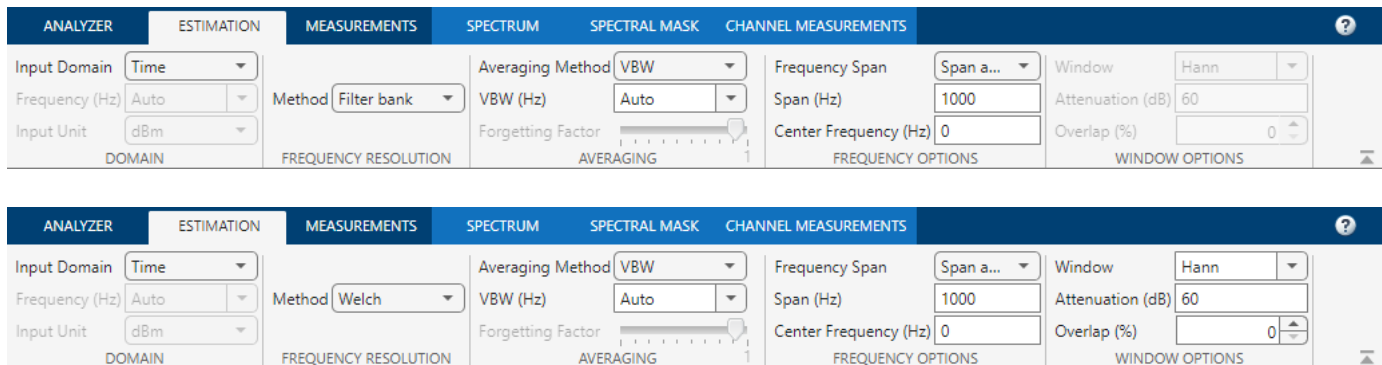 ANALYZER ESTIMATION MEASUREMENTS SPECTRUM SPECTRAL MASK CHANNEL MEASUREMENTS ?
Input Domain Time Averaging Method VBW Frequency Span Span a... Window Hann
Frequency (Hz) Auto Method Filter bank VBW (Hz) Auto Span (Hz) 1000 Attenuation (dB) 60
Input Unit dBm Forgetting Factor Center Frequency (Hz) 0 Overlap (%) 0
DOMAIN FREQUENCY RESOLUTION AVERAGING 1 FREQUENCY OPTIONS WINDOW OPTIONS
ANALYZER ESTIMATION MEASUREMENTS SPECTRUM SPECTRAL MASK CHANNEL MEASUREMENTS ?
Input Domain Time Averaging Method VBW Frequency Span Span a... Window Hann
Frequency (Hz) Auto Method Welch VBW (Hz) Auto Span (Hz) 1000 Attenuation (dB) 60
Input Unit dBm Forgetting Factor Center Frequency (Hz) 0 Overlap (%) 0
DOMAIN FREQUENCY RESOLUTION AVERAGING 1 FREQUENCY OPTIONS WINDOW OPTIONS